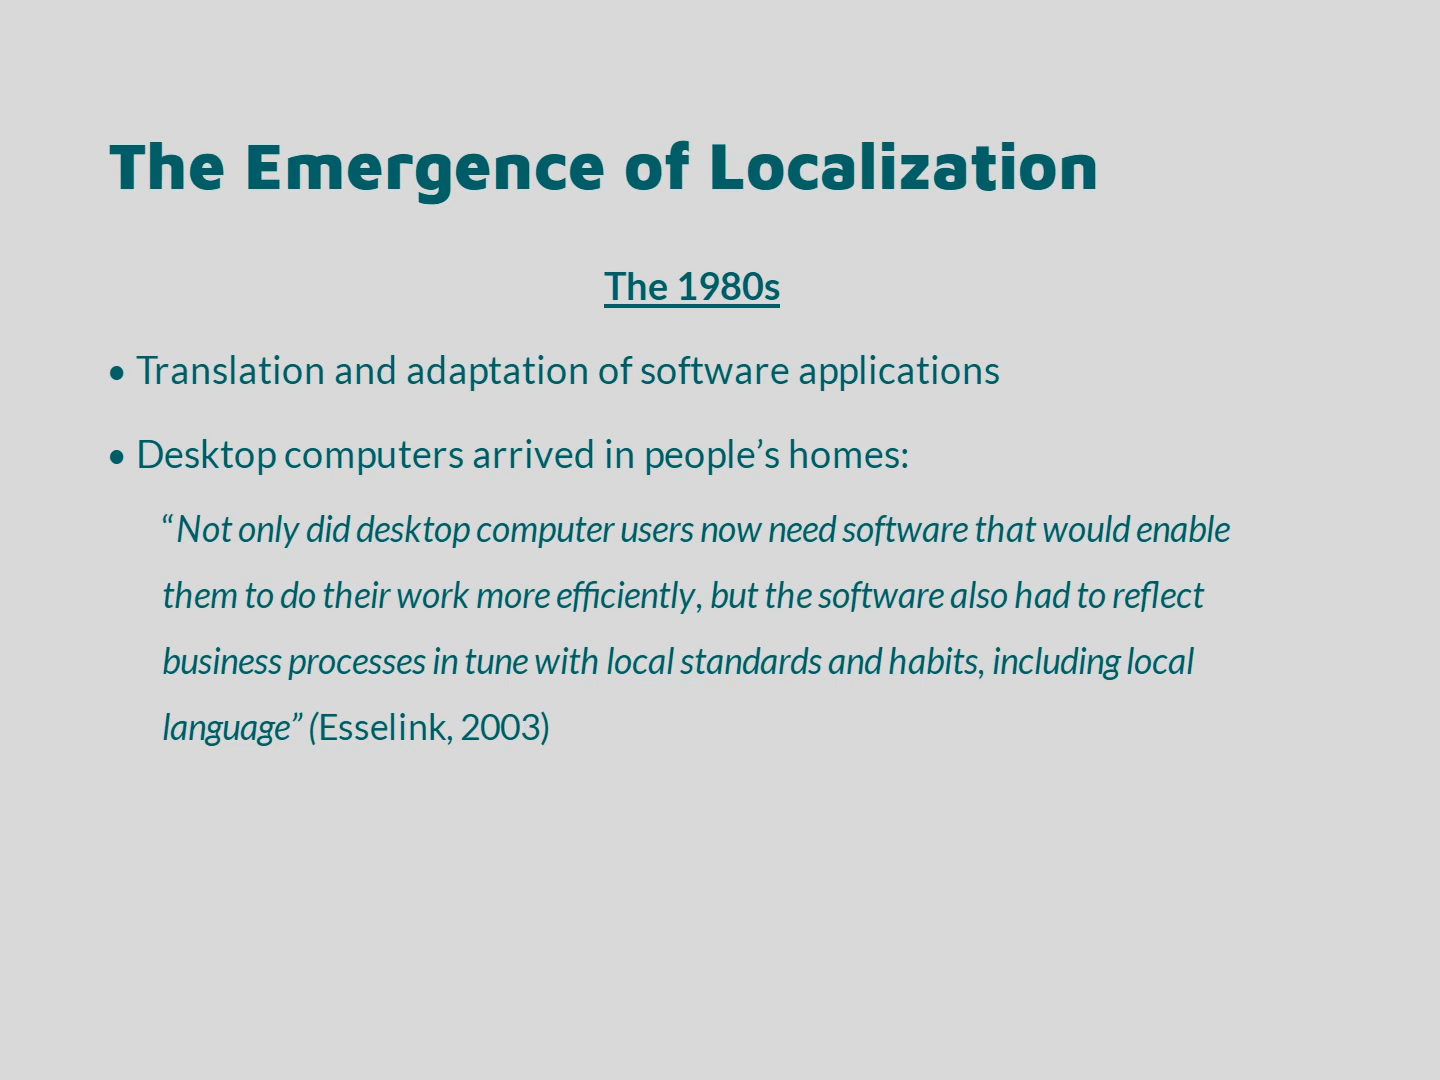 The Emergence of Localization
The 1980s
• Translation and adaptation of software applications
• Desktop computers arrived in people’s homes:
“Not only did desktop computer users now need software that would enable
them to do their work more efficiently, but the software also had to reflect
business processes in tune with local standards and habits, including local
language” (Esselink, 2003)